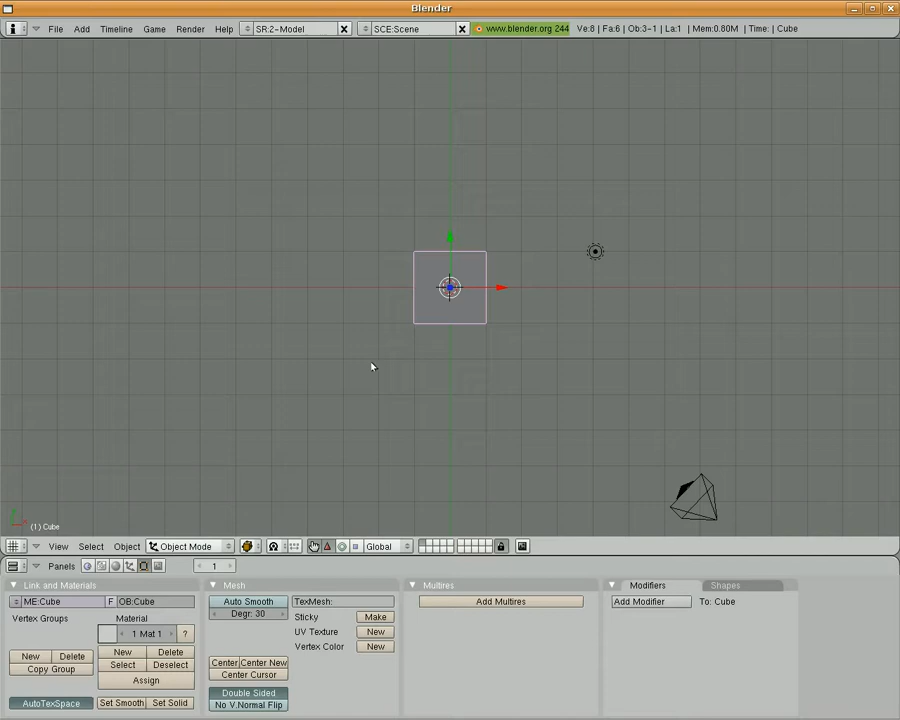 Blender
File Add Timeline Game Render Help SR:2-Model SCE:Scene www.blender.org 244 Ve:8 | Fa:6 | Ob:3-1 | La:1 | Mem:0.80M | Time: | Cube
(1) Cube
View Select Object Object Mode Global
Panels 1
Link and Materials
ME:Cube F OB:Cube
Vertex Groups Material
1 Mat 1 ?
New Delete New Delete
Copy Group Select Deselect
Assign
AutoTexSpace Set Smooth Set Solid
Mesh
Auto Smooth TexMesh:
Degr: 30 Sticky Make
UV Texture New
Vertex Color New
Center Center New
Center Cursor
Double Sided
No V.Normal Flip
Multires
Add Multires
Modifiers Shapes
Add Modifier To: Cube